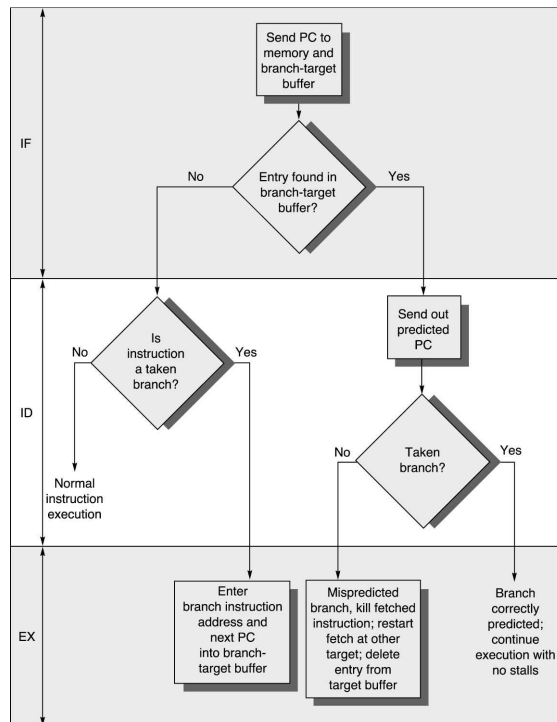 Send PC to
memory and
branch-target
buffer
IF
No
Entry found in
branch-target
buffer?
Yes
No
Is
instruction
a taken
branch?
Yes
Send out
predicted
PC
ID
Normal
instruction
execution
No
Taken
branch?
Yes
EX
Enter
branch instruction
address and
next PC
into branch-
target buffer
Mispredicted
branch, kill fetched
instruction; restart
fetch at other
target; delete
entry from
target buffer
Branch
correctly
predicted;
continue
execution with
no stalls